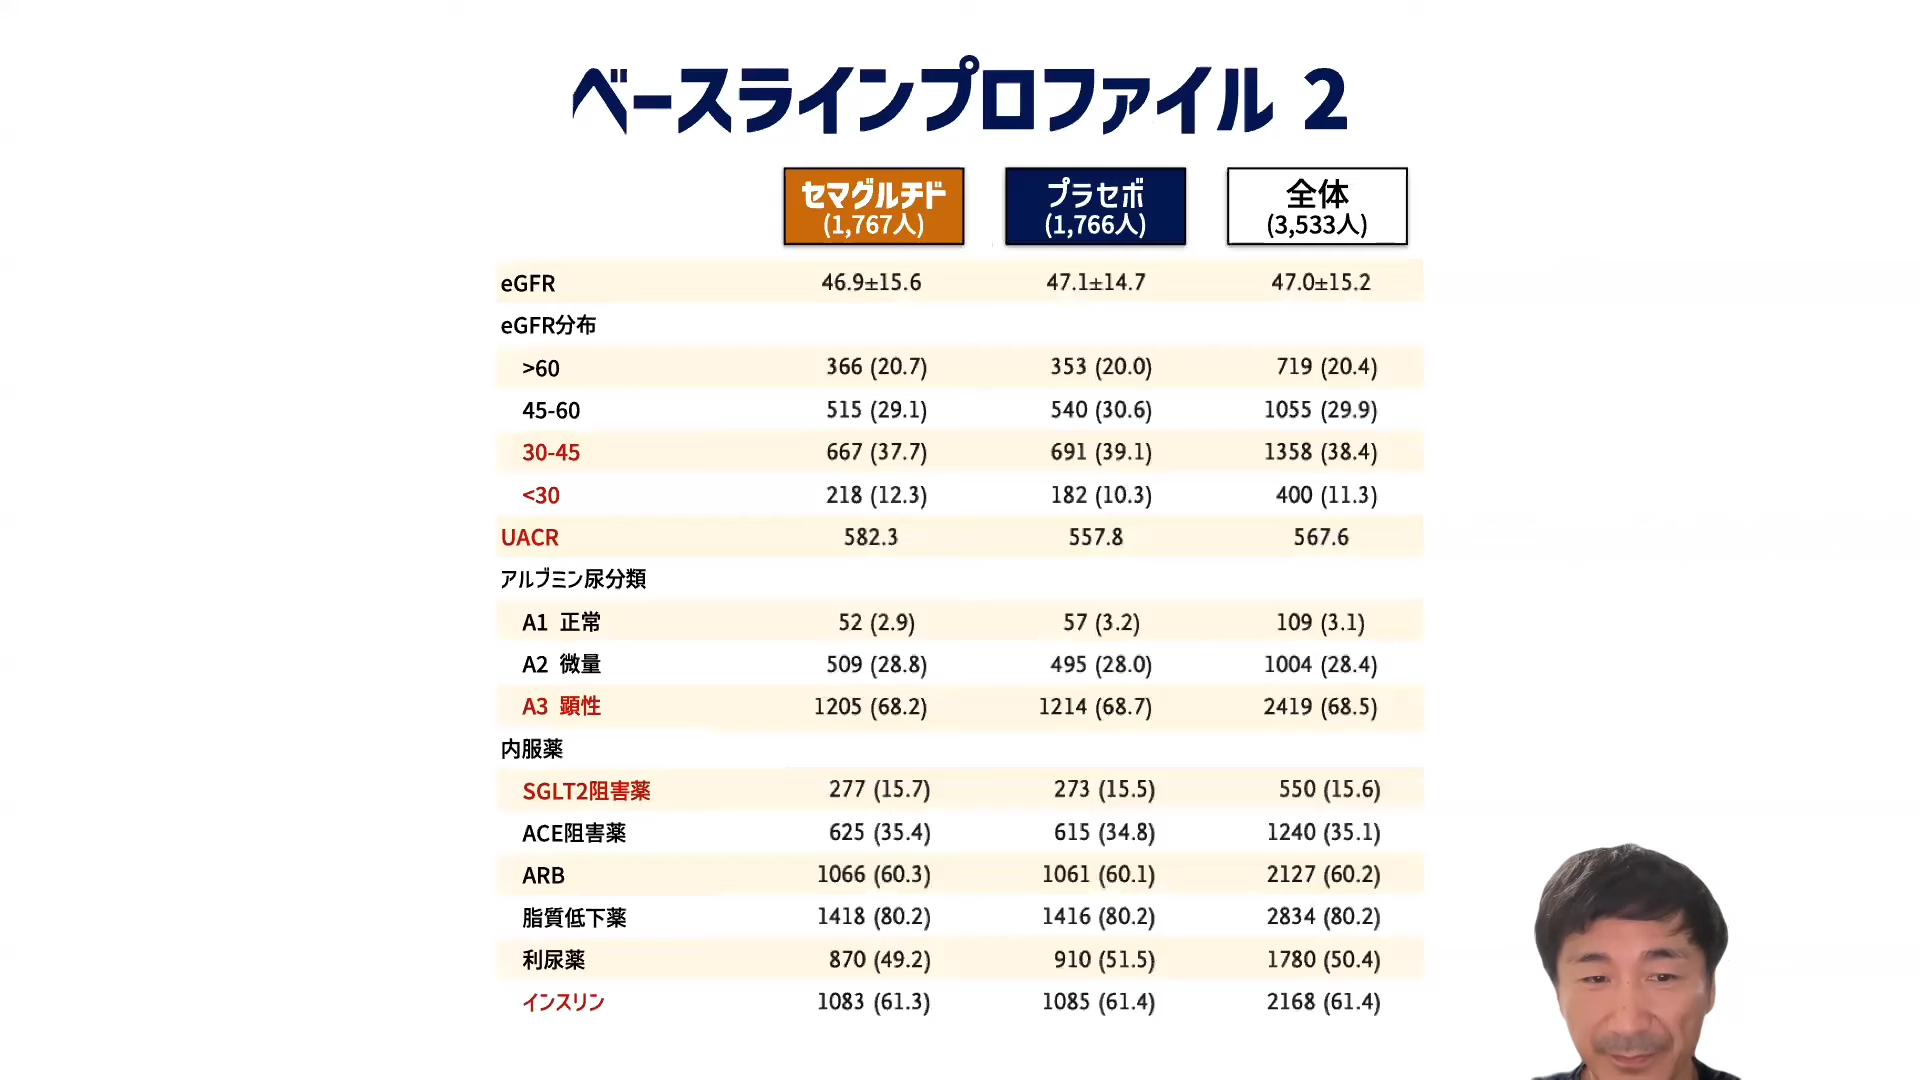 ベースラインプロファイル 2
セマグルチド
(1,767人)
プラセボ
(1,766人)
全体
(3,533人)
eGFR 46.9±15.6 47.1±14.7 47.0±15.2
eGFR分布
>60 366 (20.7) 353 (20.0) 719 (20.4)
45-60 515 (29.1) 540 (30.6) 1055 (29.9)
30-45 667 (37.7) 691 (39.1) 1358 (38.4)
<30 218 (12.3) 182 (10.3) 400 (11.3)
UACR 582.3 557.8 567.6
アルブミン尿分類
A1 正常 52 (2.9) 57 (3.2) 109 (3.1)
A2 微量 509 (28.8) 495 (28.0) 1004 (28.4)
A3 顕性 1205 (68.2) 1214 (68.7) 2419 (68.5)
内服薬
SGLT2阻害薬 277 (15.7) 273 (15.5) 550 (15.6)
ACE阻害薬 625 (35.4) 615 (34.8) 1240 (35.1)
ARB 1066 (60.3) 1061 (60.1) 2127 (60.2)
脂質低下薬 1418 (80.2) 1416 (80.2) 2834 (80.2)
利尿薬 870 (49.2) 910 (51.5) 1780 (50.4)
インスリン 1083 (61.3) 1085 (61.4) 2168 (61.4)